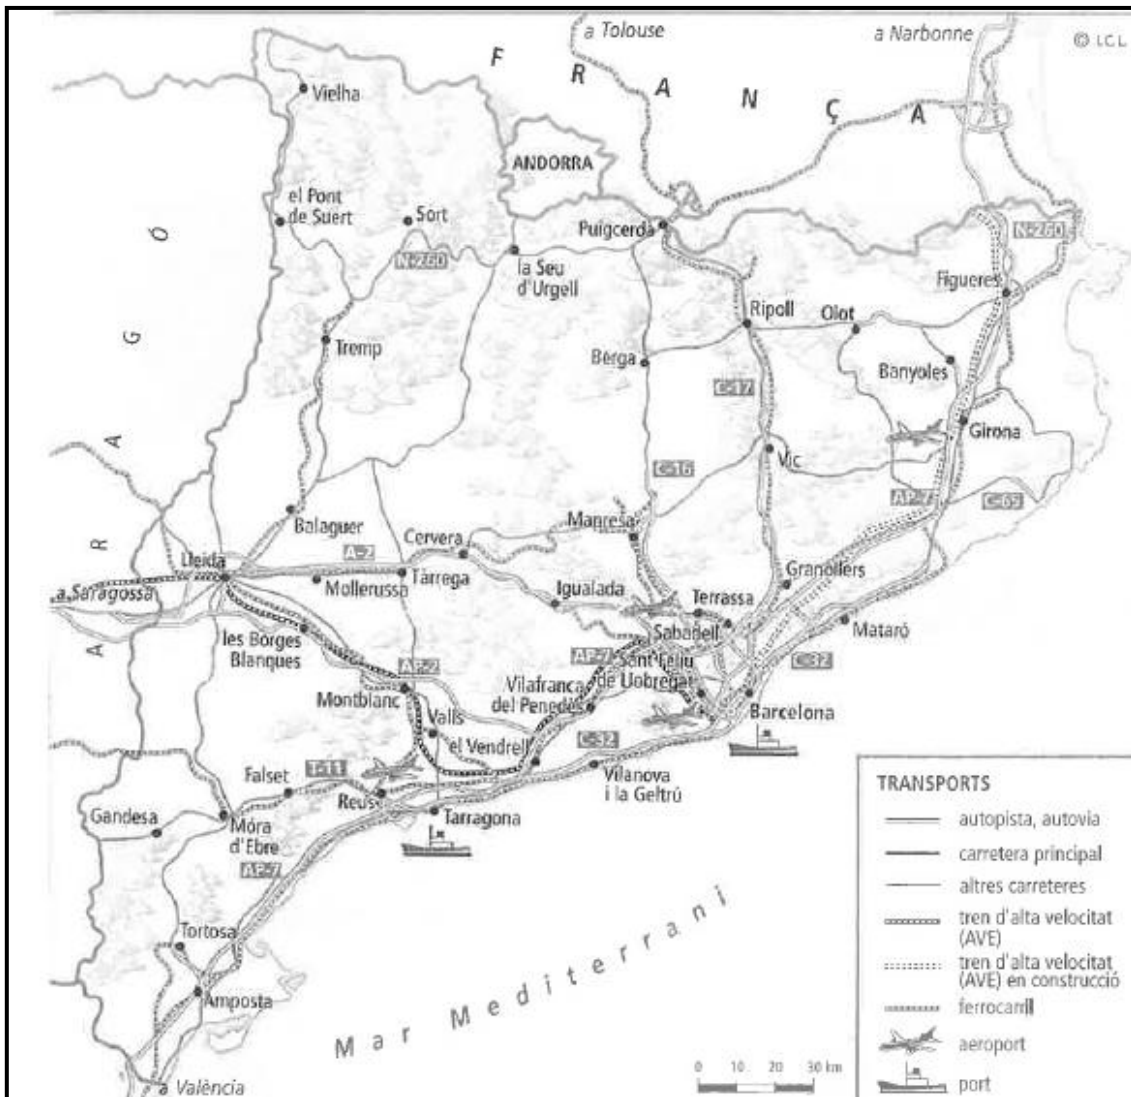 a Tolouse
a Narbonne
© I.C.L
F R A N Ç A
Vielha
ANDORRA
el Pont
de Suert
Sort
Puigcerdà
N-260
N-260
la Seu
d'Urgell
Figueres
A R A G Ó
Ripoll
Olot
Tremp
Berga
Banyoles
C-17
Girona
Vic
C-16
AP-7
C-65
Balaguer
Cervera
Manresa
A-2
Lleida
Granollers
a Saragossa
Mollerussa
Tàrrega
Igualada
Terrassa
les Borges
Blanques
Sabadell
Mataró
AP-2
AP-7
Sant Feliu
de Llobregat
C-32
Montblanc
Vilafranca
del Penedès
Barcelona
Valls
el Vendrell
C-32
Falset
T-11
Vilanova
i la Geltrú
Gandesa
Reus
Móra
d'Ebre
Tarragona
AP-7
Tortosa
Amposta
Mar Mediterrani
a València
TRANSPORTS
autopista, autovia
carretera principal
altres carreteres
tren d'alta velocitat
(AVE)
tren d'alta velocitat
(AVE) en construcció
ferrocarril
aeroport
port
0 10 20 30 km